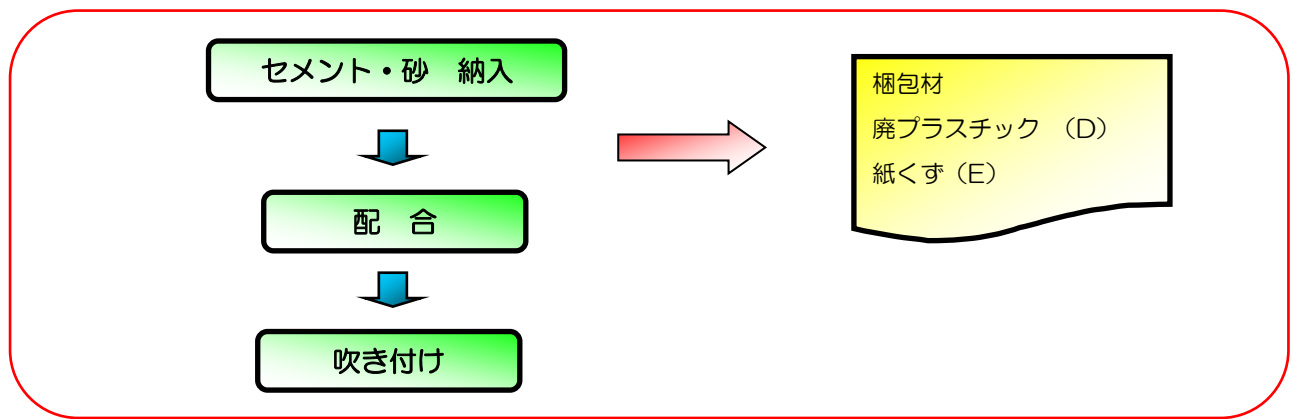 セメント・砂　納入
梱包材
廃プラスチック　（D）
紙くず（E）
配　合
吹き付け